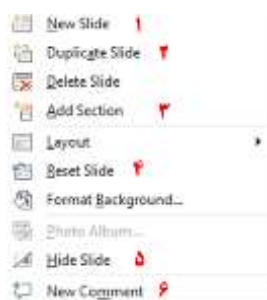 New Slide ۱
Duplicate Slide ۲
Delete Slide
Add Section ۳
Layout
Reset Slide ۴
Format Background...
Photo Album...
Hide Slide ۵
New Comment ۶